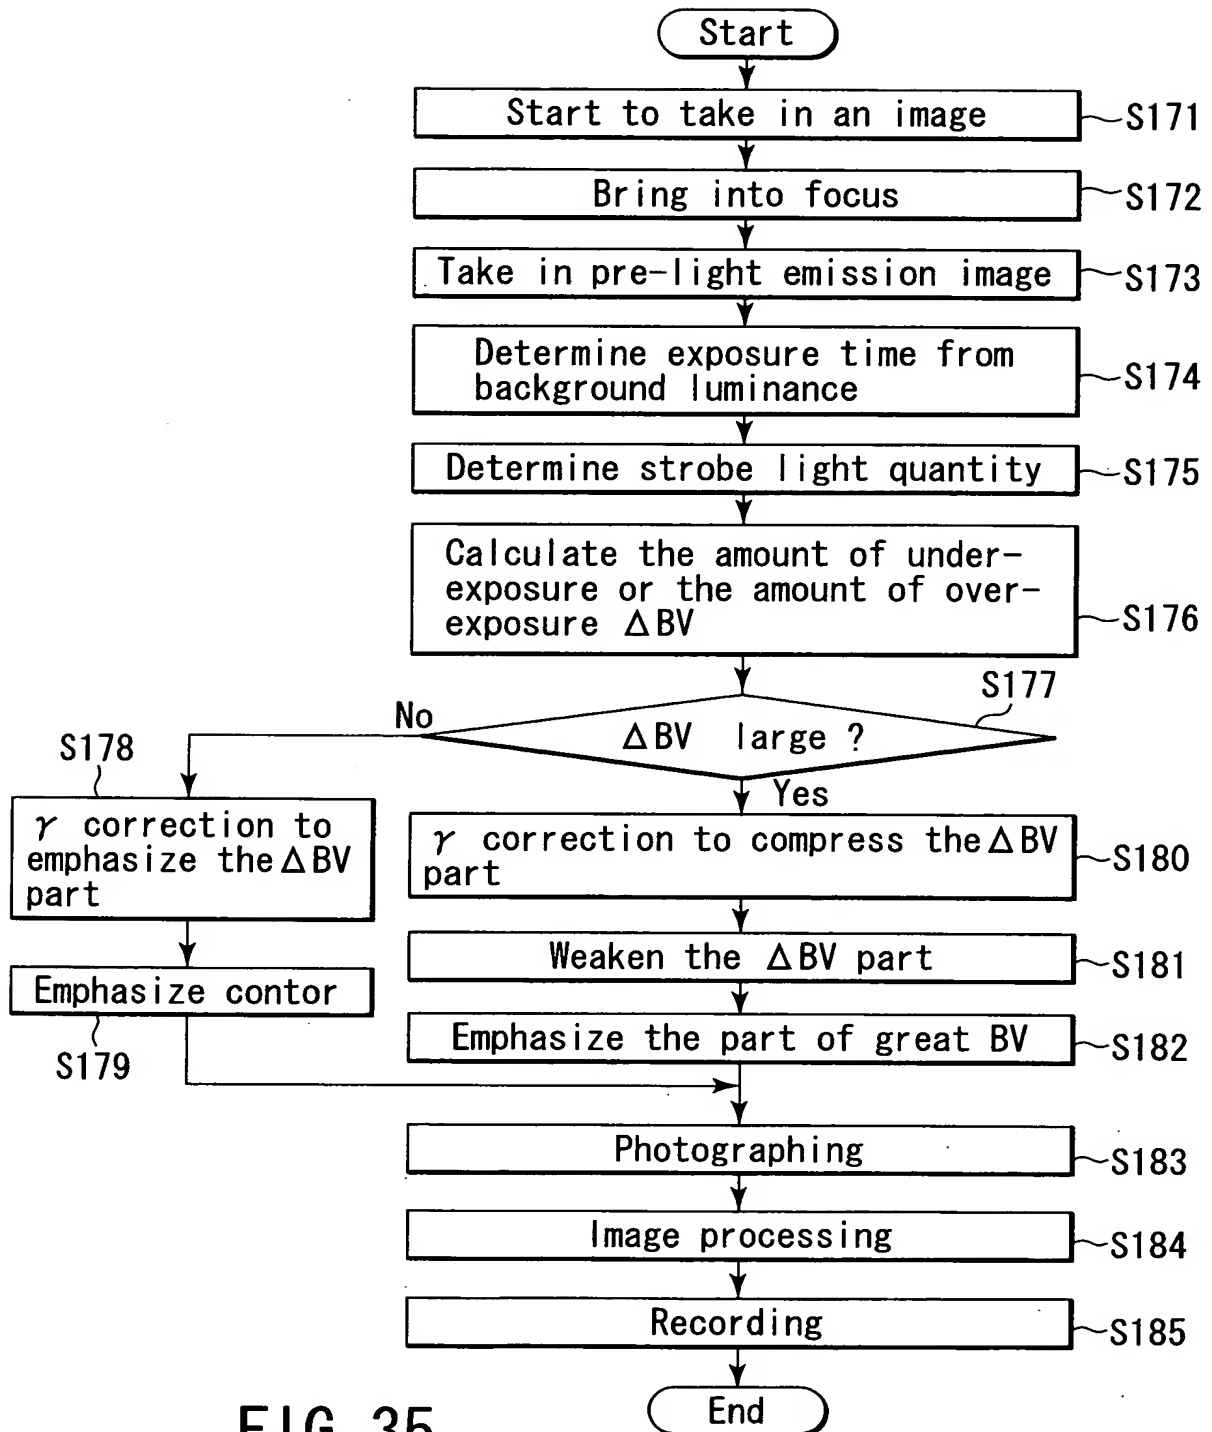 Start
Start to take in an image
S171
Bring into focus
S172
Take in pre-light emission image
S173
Determine exposure time from
background luminance
S174
Determine strobe light quantity
S175
Calculate the amount of under-
exposure or the amount of over-
exposure ΔBV
S176
S177
ΔBV large ?
No
Yes
S178
γ correction to
emphasize the ΔBV
part
Emphasize contor
S179
γ correction to compress the ΔBV
part
S180
Weaken the ΔBV part
S181
Emphasize the part of great BV
S182
Photographing
S183
Image processing
S184
Recording
S185
End
FIG. 35